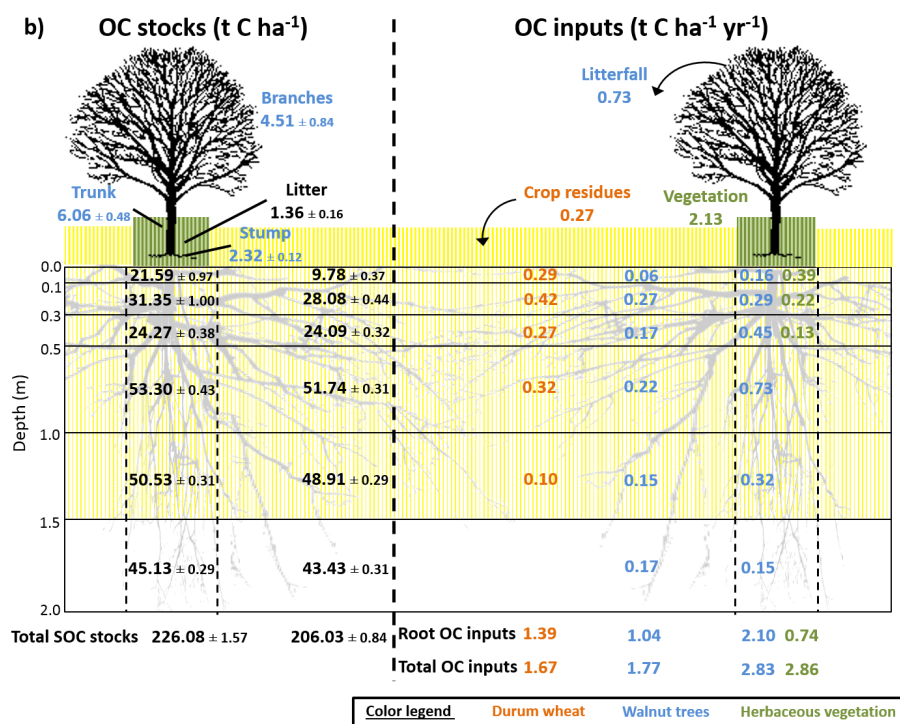 b) OC stocks (t C ha⁻¹) OC inputs (t C ha⁻¹ yr⁻¹)
Branches
4.51 ± 0.84
Litterfall
0.73
Trunk
6.06 ± 0.48
Litter
1.36 ± 0.16
Stump
2.32 ± 0.12
Crop residues
0.27
Vegetation
2.13
Depth (m)
0.0
21.59 ± 0.97 9.78 ± 0.37 0.29 0.06 0.16 0.39
0.1
31.35 ± 1.00 28.08 ± 0.44 0.42 0.27 0.29 0.22
0.3
24.27 ± 0.38 24.09 ± 0.32 0.27 0.17 0.45 0.13
0.5
53.30 ± 0.43 51.74 ± 0.31 0.32 0.22 0.73
1.0
50.53 ± 0.31 48.91 ± 0.29 0.10 0.15 0.32
1.5
45.13 ± 0.29 43.43 ± 0.31 0.17 0.15
2.0
Total SOC stocks 226.08 ± 1.57 206.03 ± 0.84 Root OC inputs 1.39 1.04 2.10 0.74
Total OC inputs 1.67 1.77 2.83 2.86
Color legend Durum wheat Walnut trees Herbaceous vegetation